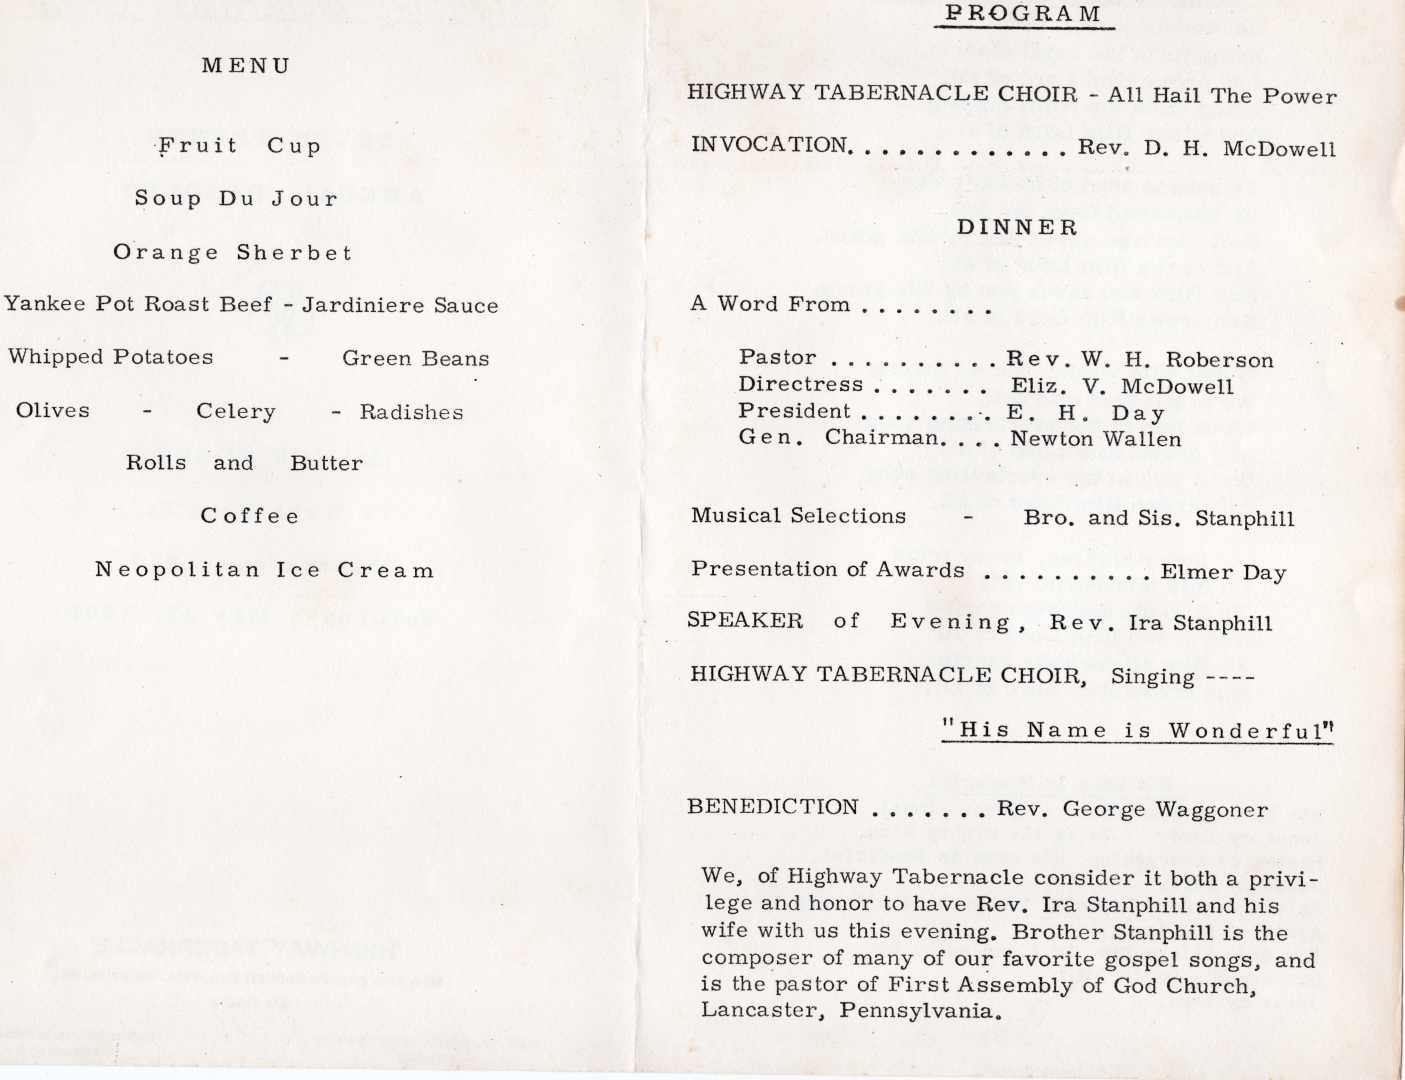 MENU
Fruit Cup
Soup Du Jour
Orange Sherbet
Yankee Pot Roast Beef - Jardiniere Sauce
Whipped Potatoes - Green Beans
Olives - Celery - Radishes
Rolls and Butter
Coffee
Neopolitan Ice Cream
PROGRAM
HIGHWAY TABERNACLE CHOIR - All Hail The Power
INVOCATION. . . . . . . . . . . . . Rev. D. H. McDowell
DINNER
A Word From . . . . . . . .
Pastor . . . . . . . . . . Rev. W. H. Roberson
Directress . . . . . . . Eliz. V. McDowell
President . . . . . . . . E. H. Day
Gen. Chairman. . . . Newton Wallen
Musical Selections - Bro. and Sis. Stanphill
Presentation of Awards . . . . . . . . . . Elmer Day
SPEAKER of Evening, Rev. Ira Stanphill
HIGHWAY TABERNACLE CHOIR, Singing ----
"His Name is Wonderful"
BENEDICTION . . . . . . . Rev. George Waggoner
We, of Highway Tabernacle consider it both a privi-
lege and honor to have Rev. Ira Stanphill and his
wife with us this evening. Brother Stanphill is the
composer of many of our favorite gospel songs, and
is the pastor of First Assembly of God Church,
Lancaster, Pennsylvania.